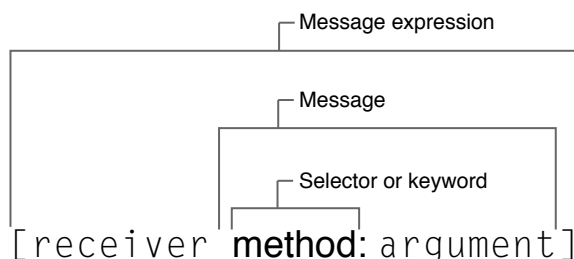 Message expression
Message
Selector or keyword
[receiver method: argument]